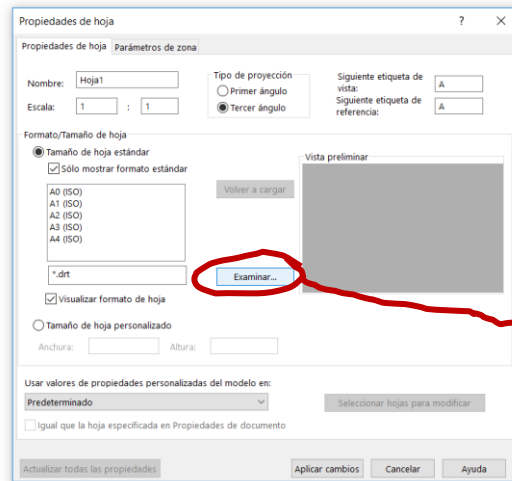 Propiedades de hoja ? ×
Propiedades de hoja Parámetros de zona
Nombre: Hoja1
Escala: 1 : 1
Tipo de proyección
Primer ángulo
Tercer ángulo
Siguiente etiqueta de
vista: A
Siguiente etiqueta de
referencia: A
Formato/Tamaño de hoja
Tamaño de hoja estándar
Sólo mostrar formato estándar
A0 (ISO)
A1 (ISO)
A2 (ISO)
A3 (ISO)
A4 (ISO)
Volver a cargar
*.drt
Examinar...
Visualizar formato de hoja
Tamaño de hoja personalizado
Anchura: Altura:
Vista preliminar
Usar valores de propiedades personalizadas del modelo en:
Predeterminado
Seleccionar hojas para modificar
Igual que la hoja especificada en Propiedades de documento
Actualizar todas las propiedades Aplicar cambios Cancelar Ayuda